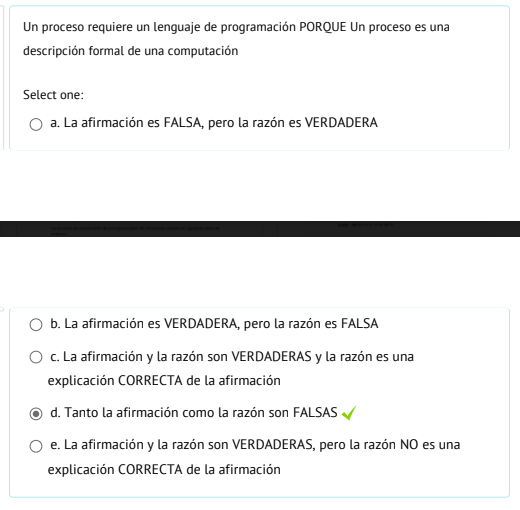 Un proceso requiere un lenguaje de programación PORQUE Un proceso es una
descripción formal de una computación
Select one:
a. La afirmación es FALSA, pero la razón es VERDADERA
b. La afirmación es VERDADERA, pero la razón es FALSA
c. La afirmación y la razón son VERDADERAS y la razón es una
explicación CORRECTA de la afirmación
d. Tanto la afirmación como la razón son FALSAS
e. La afirmación y la razón son VERDADERAS, pero la razón NO es una
explicación CORRECTA de la afirmación